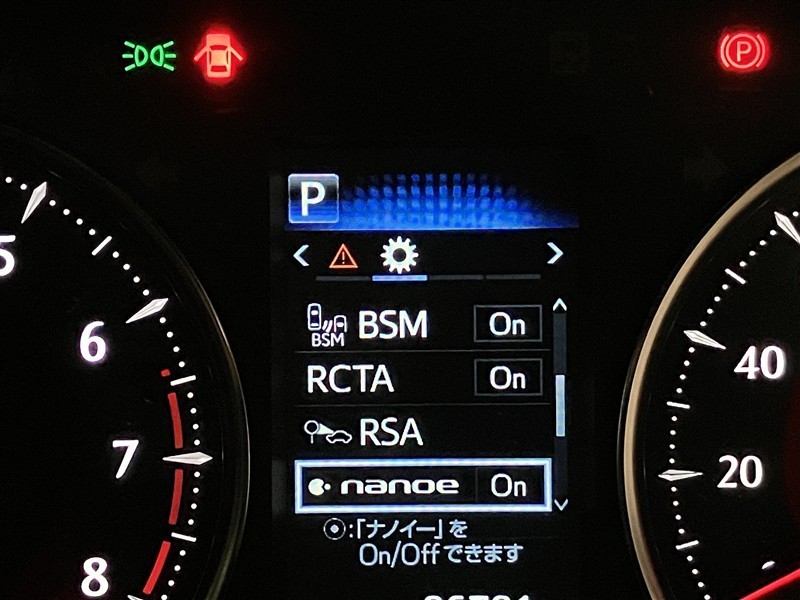 P
P
5
6
7
8
BSM
BSM On
RCTA On
RSA
nanoe On
:「ナノイー」を
On/Offできます
40
20